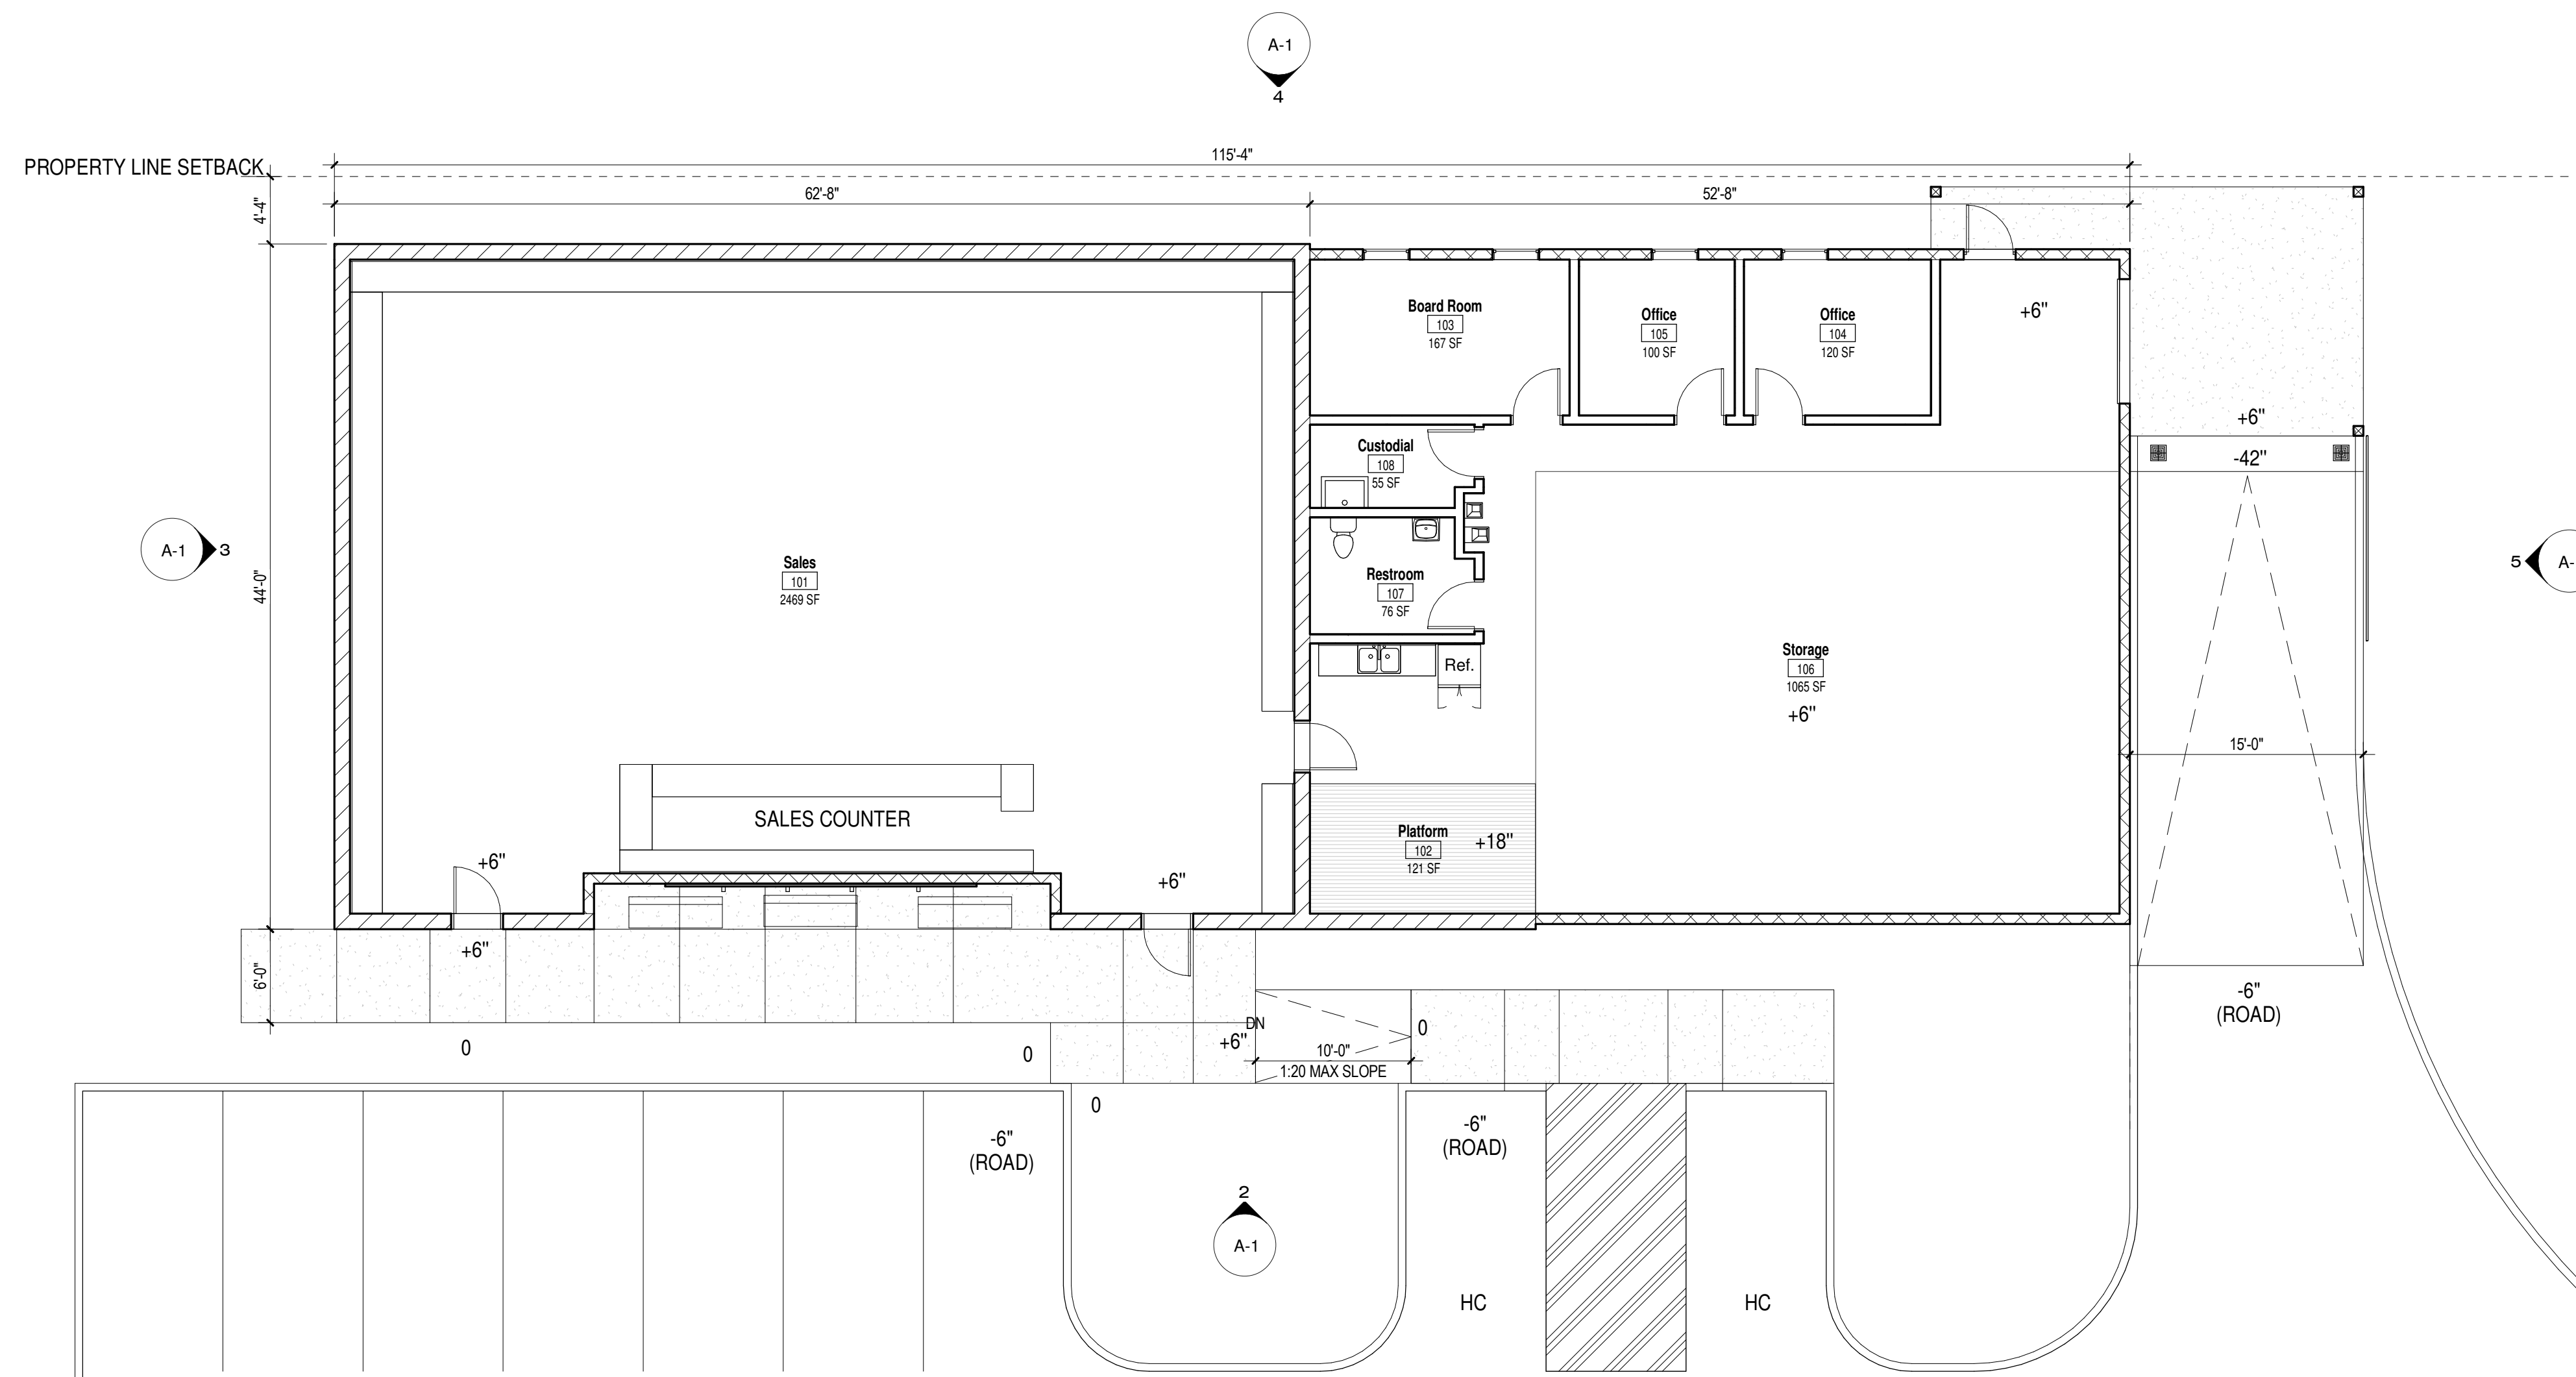 A-1
4
PROPERTY LINE SETBACK
115'-4"
62'-8"
52'-8"
4'-4"
Board Room
103
167 SF
Office
105
100 SF
Office
104
120 SF
+6"
+6"
-42"
Custodial
108
55 SF
A-1
3
44'-0"
Sales
101
2469 SF
Restroom
107
76 SF
Ref.
5
A-
Storage
106
1065 SF
+6"
15'-0"
SALES COUNTER
Platform
102
121 SF
+18"
+6"
+6"
+6"
6'-0"
-6"
(ROAD)
DN
+6"
0
0
0
10'-0"
1:20 MAX SLOPE
0
-6"
(ROAD)
-6"
(ROAD)
2
A-1
HC
HC